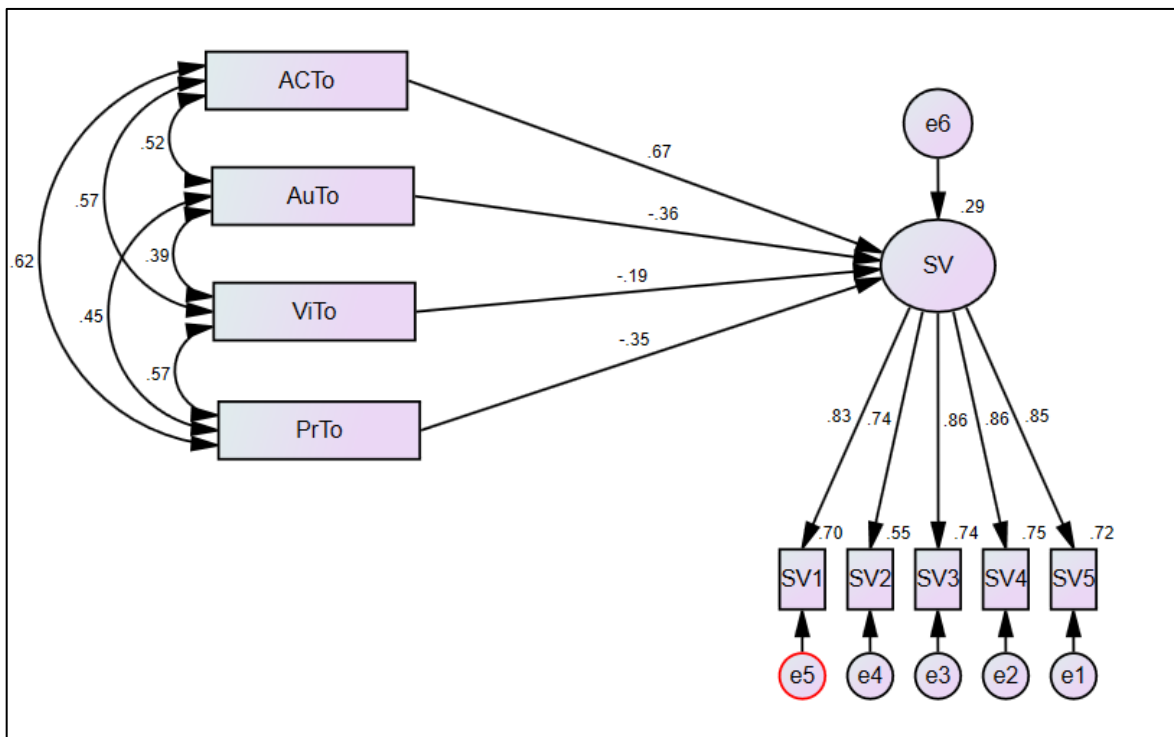 ACTo
e6
.52
.67
.29
.57
AuTo
-.36
SV
.62
.39
-.19
.45
ViTo
-.35
.57
PrTo
.83
.74
.86
.86
.85
.70
.55
.74
.75
.72
SV1
SV2
SV3
SV4
SV5
e5
e4
e3
e2
e1